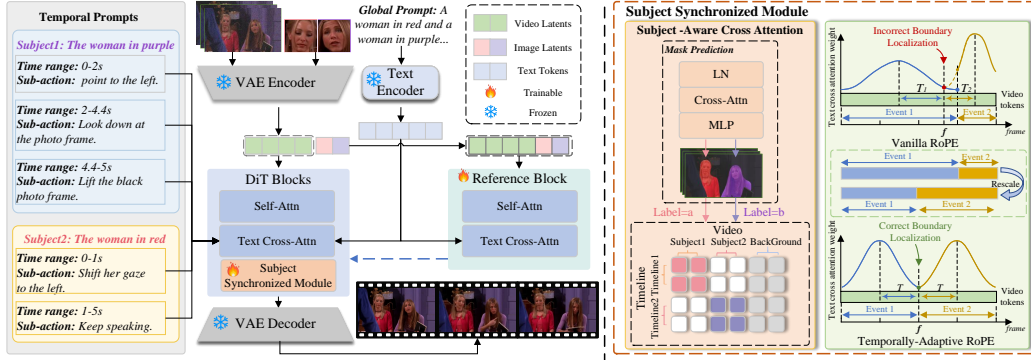 Temporal Prompts
Subject1: The woman in purple
Time range: 0-2s
Sub-action: point to the left.
Time range: 2-4.4s
Sub-action: Look down at
the photo frame.
Time range: 4.4-5s
Sub-action: Lift the black
photo frame.
Subject2: The woman in red
Time range: 0-1s
Sub-action: Shift her gaze
to the left.
Time range: 1-5s
Sub-action: Keep speaking.
Global Prompt: A
woman in red and a
woman in purple...
VAE Encoder
Text
Encoder
Video Latents
Image Latents
Text Tokens
Trainable
Frozen
DiT Blocks
Self-Attn
Text Cross-Attn
Subject
Synchronized Module
VAE Decoder
Reference Block
Self-Attn
Text Cross-Attn
Subject Synchronized Module
Subject -Aware Cross Attention
Mask Prediction
LN
Cross-Attn
MLP
Label=a
Label=b
Video
Subject1
Subject2
BackGround
Timeline
Timeline1
Timeline2
Incorrect Boundary
Localization
Text cross attention weight
T₁
T₂
Video
tokens
Event 1
Event 2
f
frame
Vanilla RoPE
Event 1
Event 2
Rescale
Event 1
Event 2
Correct Boundary
Localization
Text cross attention weight
T
T
Video
tokens
Event 1
Event 2
f
frame
Temporally-Adaptive RoPE